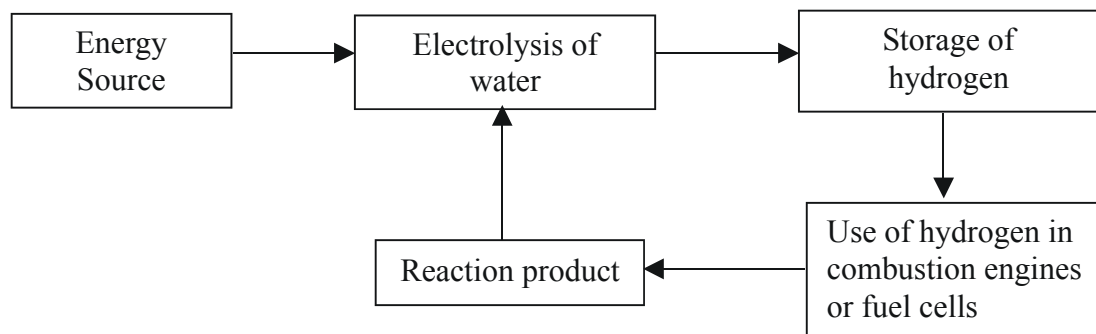 Energy
Source
Electrolysis of
water
Storage of
hydrogen
Use of hydrogen in
combustion engines
or fuel cells
Reaction product